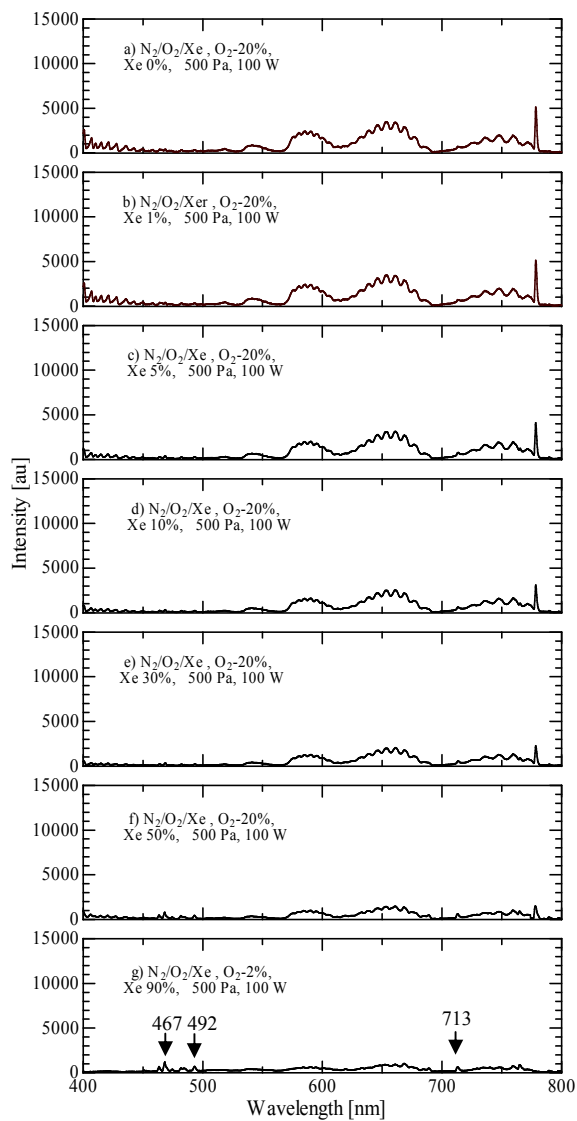 15000
10000
5000
0
a) N₂/O₂/Xe , O₂-20%,
Xe 0%, 500 Pa, 100 W
15000
10000
5000
0
b) N₂/O₂/Xer , O₂-20%,
Xe 1%, 500 Pa, 100 W
15000
10000
5000
0
c) N₂/O₂/Xe , O₂-20%,
Xe 5%, 500 Pa, 100 W
Intensity [au]
15000
10000
5000
0
d) N₂/O₂/Xe , O₂-20%,
Xe 10%, 500 Pa, 100 W
15000
10000
5000
0
e) N₂/O₂/Xe , O₂-20%,
Xe 30%, 500 Pa, 100 W
15000
10000
5000
0
f) N₂/O₂/Xe , O₂-20%,
Xe 50%, 500 Pa, 100 W
15000
10000
5000
0
g) N₂/O₂/Xe , O₂-2%,
Xe 90%, 500 Pa, 100 W
467 492 713
400 500 600 700 800
Wavelength [nm]